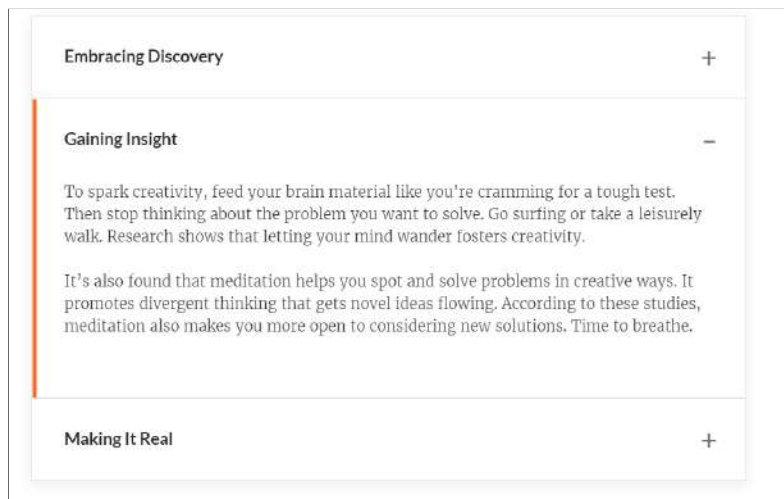 Embracing Discovery +
Gaining Insight –
To spark creativity, feed your brain material like you're cramming for a tough test.
Then stop thinking about the problem you want to solve. Go surfing or take a leisurely
walk. Research shows that letting your mind wander fosters creativity.
It's also found that meditation helps you spot and solve problems in creative ways. It
promotes divergent thinking that gets novel ideas flowing. According to these studies,
meditation also makes you more open to considering new solutions. Time to breathe.
Making It Real +